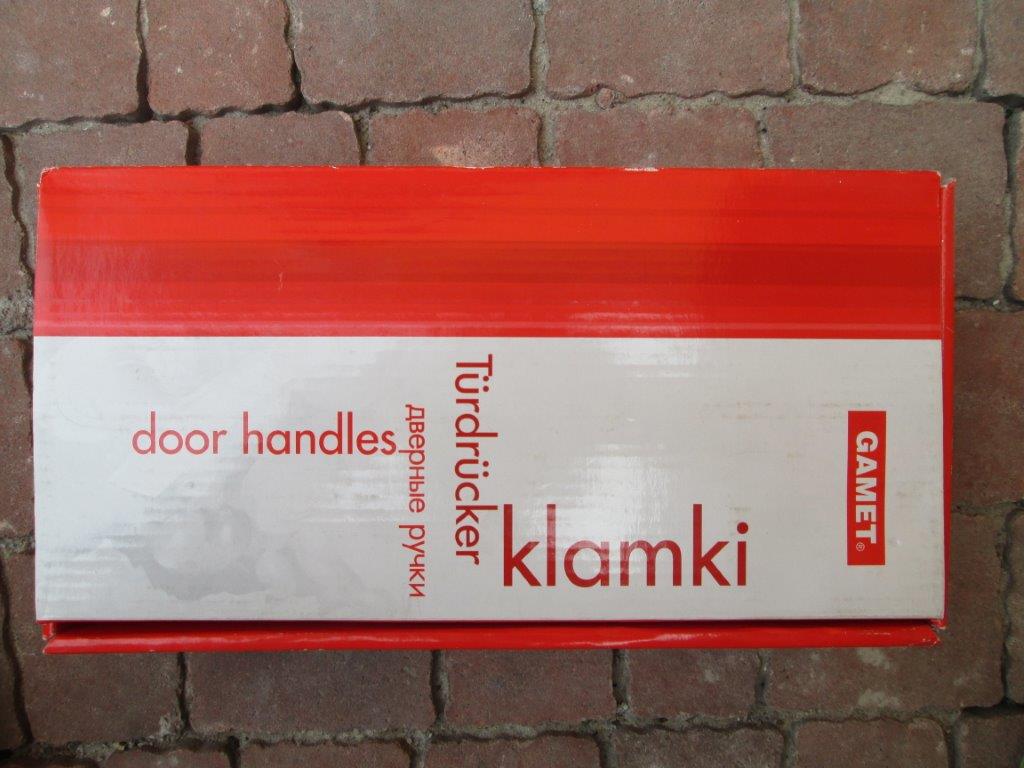 door handles
дверные ручки
Türdrücker
klamki
GAMET®